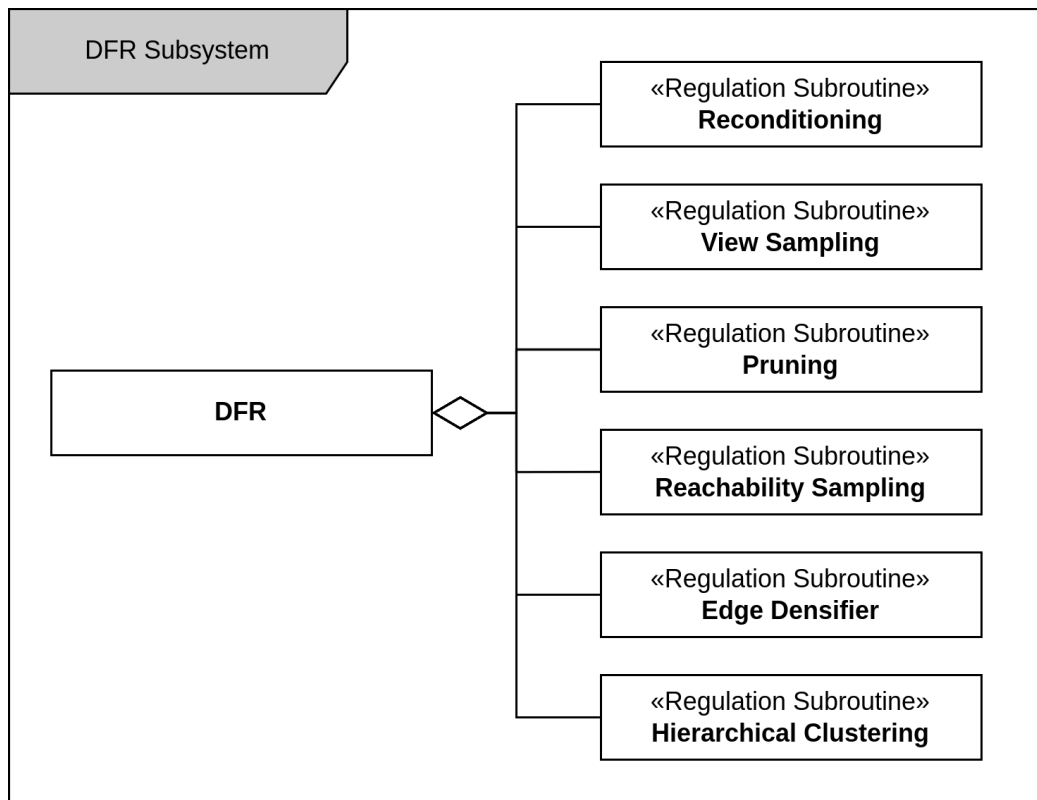 DFR Subsystem
«Regulation Subroutine»
Reconditioning
«Regulation Subroutine»
View Sampling
«Regulation Subroutine»
Pruning
DFR
«Regulation Subroutine»
Reachability Sampling
«Regulation Subroutine»
Edge Densifier
«Regulation Subroutine»
Hierarchical Clustering